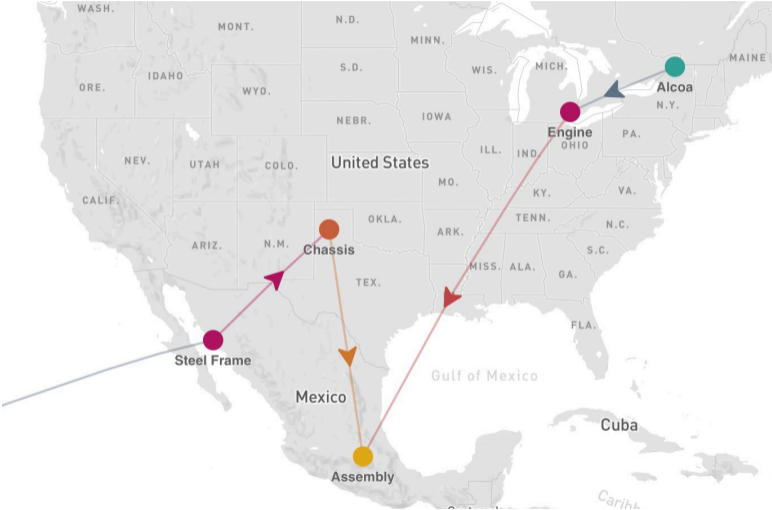 WASH.
MONT.
N.D.
MINN.
MAINE
ORE.
IDAHO
S.D.
WIS.
MICH.
WYO.
Alcoa
N.Y.
NEBR.
IOWA
Engine
PA.
NEV.
UTAH
COLO.
United States
ILL.
IND.
OHIO
MO.
KY.
VA.
CALIF.
ARIZ.
N.M.
OKLA.
ARK.
TENN.
N.C.
Chassis
S.C.
TEX.
MISS.
ALA.
GA.
FLA.
Steel Frame
Gulf of Mexico
Mexico
Cuba
Assembly